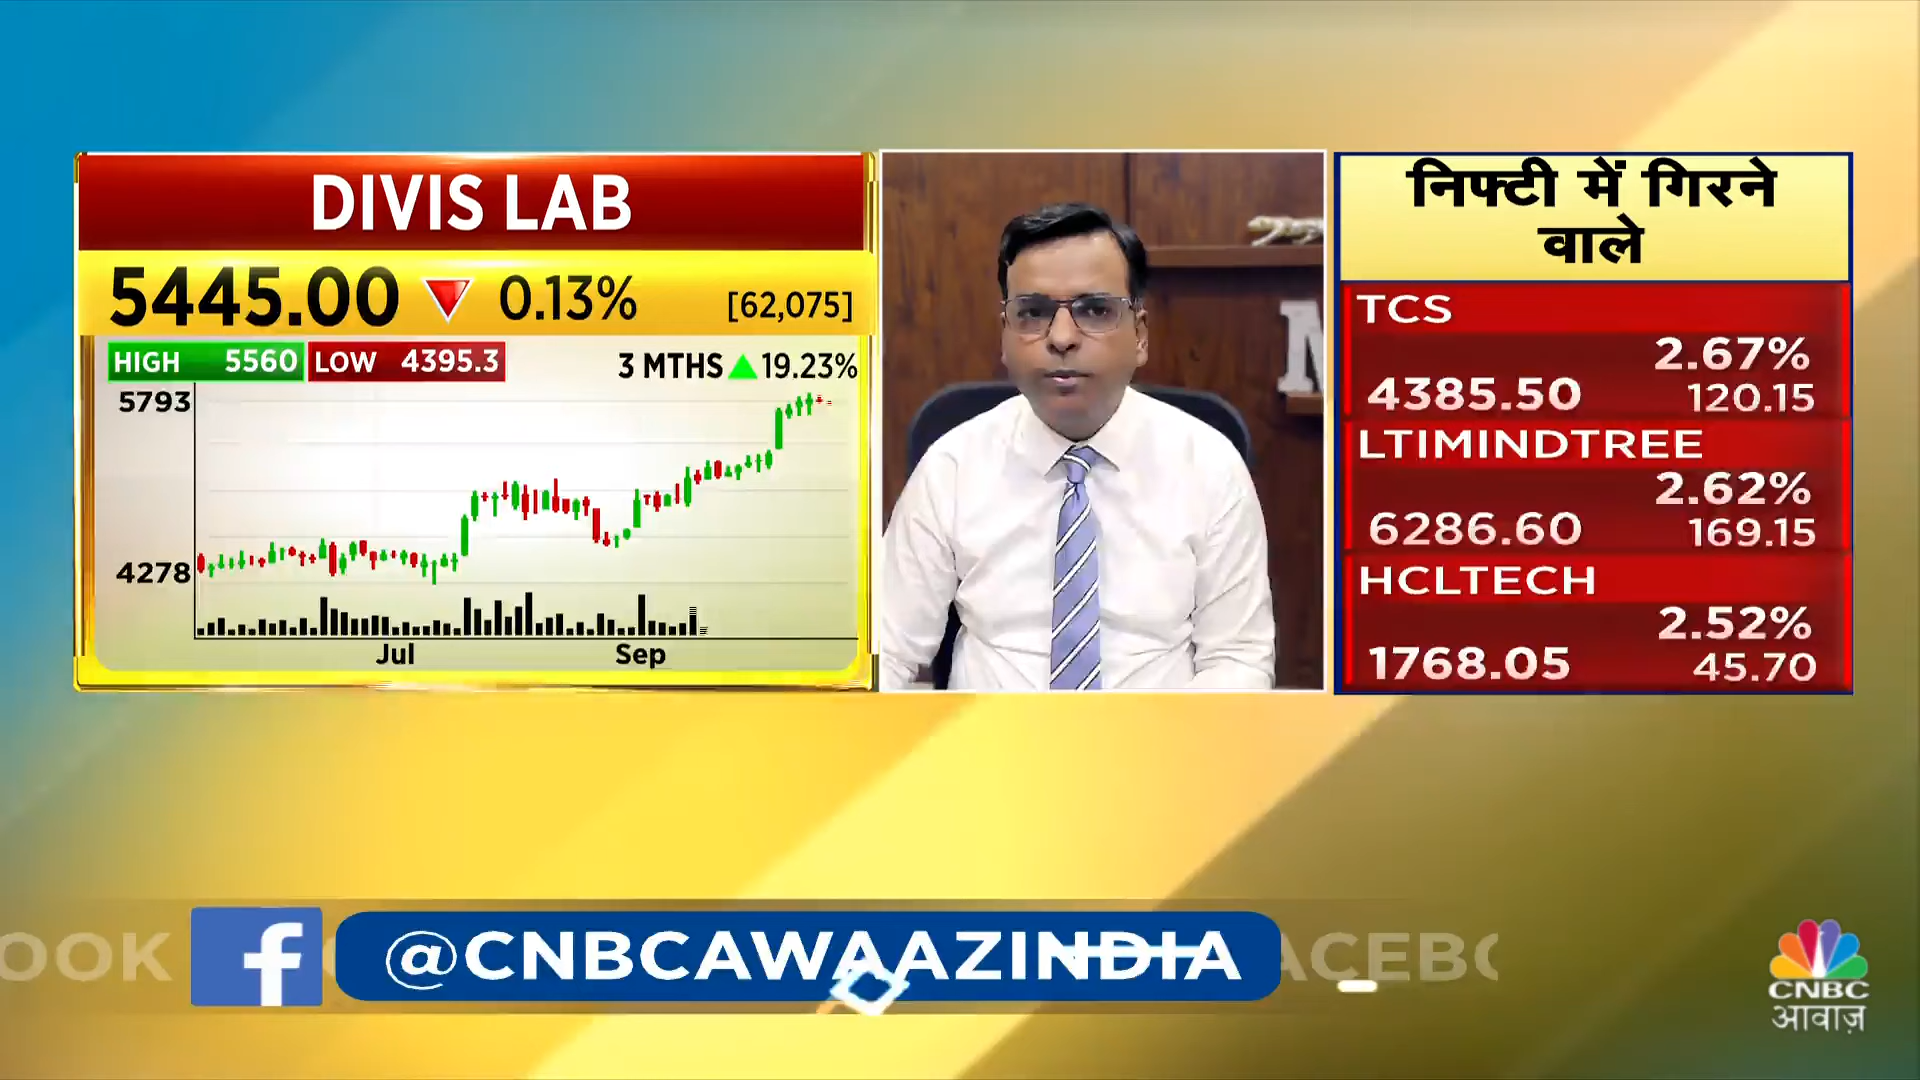 DIVIS LAB
5445.00 0.13% [62,075]
HIGH 5560 LOW 4395.3 3 MTHS 19.23%
5793
4278
Jul Sep
निफ्टी में गिरने
वाले
TCS
2.67%
4385.50 120.15
LTIMINDTREE
2.62%
6286.60 169.15
HCLTECH
2.52%
1768.05 45.70
OOK f @CNBCAWAAZINDIA ACEBO
CNBC
आवाज़